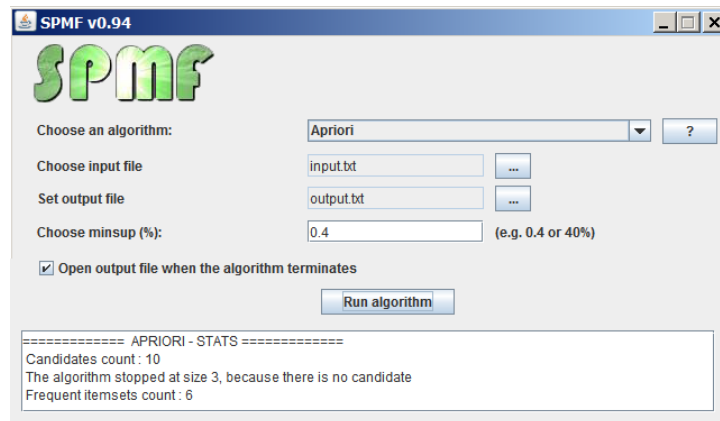 SPMF v0.94
SPMF
Choose an algorithm: Apriori ?
Choose input file input.txt ...
Set output file output.txt ...
Choose minsup (%): 0.4 (e.g. 0.4 or 40%)
Open output file when the algorithm terminates
Run algorithm
============= APRIORI - STATS =============
Candidates count : 10
The algorithm stopped at size 3, because there is no candidate
Frequent itemsets count : 6